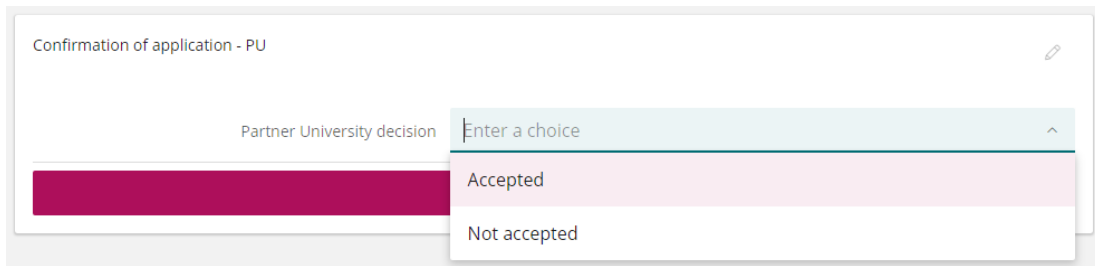 Confirmation of application - PU
Partner University decision
Enter a choice
Accepted
Not accepted